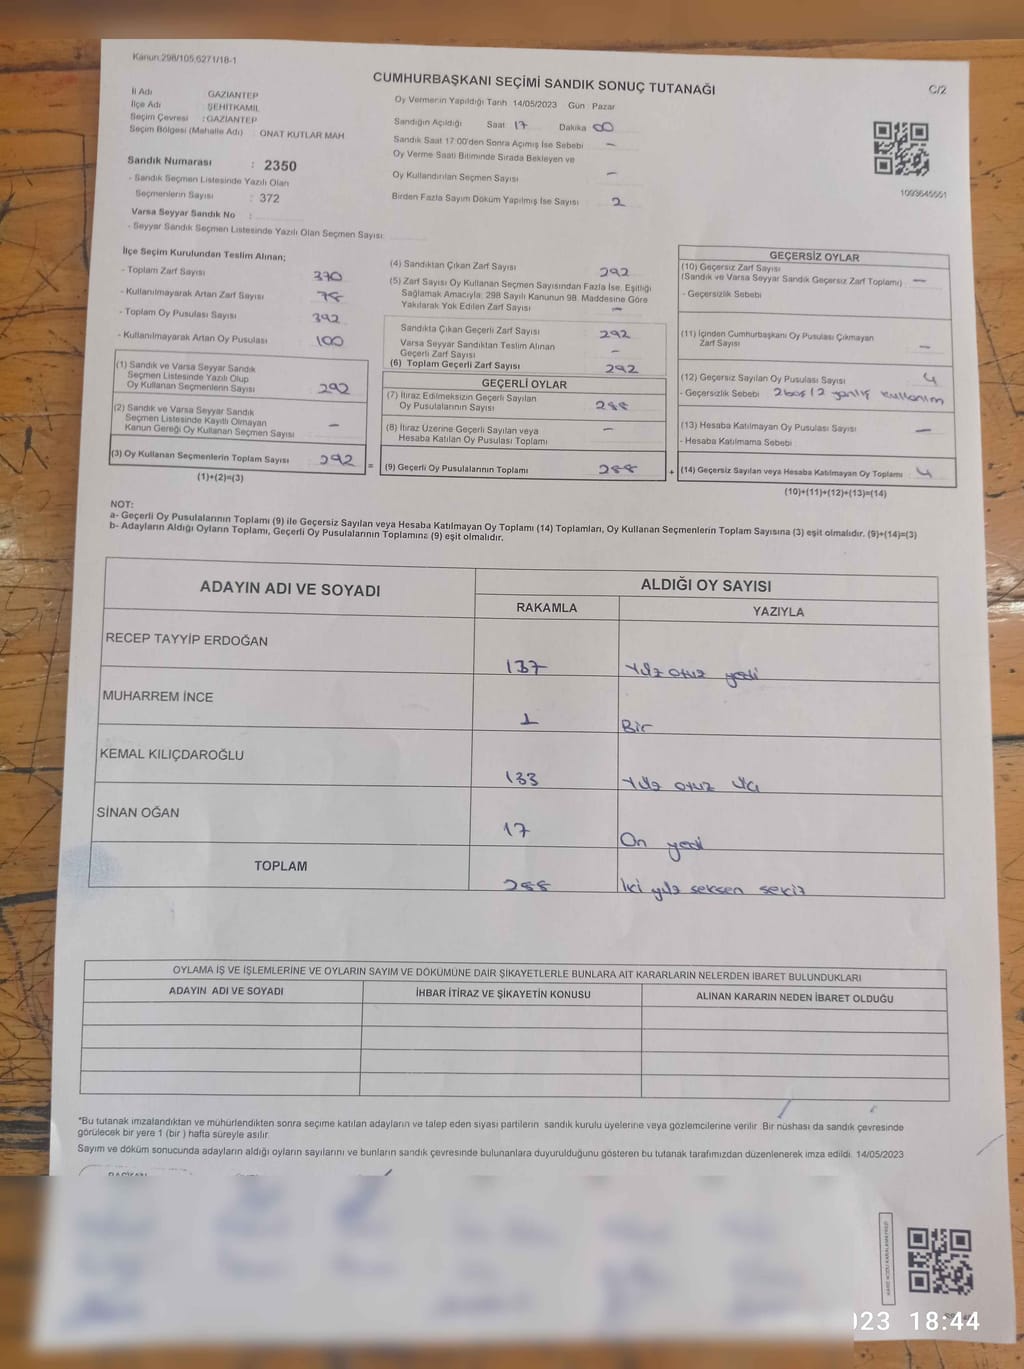 Kanun:298/105,6271/18-1
CUMHURBAŞKANI SEÇİMİ SANDIK SONUÇ TUTANAĞI
C/2
İl Adı GAZİANTEP
İlçe Adı ŞEHİTKAMİL
Seçim Çevresi :GAZİANTEP
Seçim Bölgesi (Mahalle Adı) : ONAT KUTLAR MAH
Sandık Numarası : 2350
- Sandık Seçmen Listesinde Yazılı Olan
Seçmenlerin Sayısı : 372
Varsa Seyyar Sandık No :
- Seyyar Sandık Seçmen Listesinde Yazılı Olan Seçmen Sayısı:
Oy Vermenin Yapıldığı Tarih 14/05/2023 Gün Pazar
Sandığın Açıldığı Saat 17 Dakika 00
Sandık Saat 17:00'den Sonra Açımış İse Sebebi -
Oy Verme Saati Bitiminde Sırada Bekleyen ve
Oy Kullandırılan Seçmen Sayısı -
Birden Fazla Sayım Döküm Yapılmış İse Sayısı 2
1093645551
İlçe Seçim Kurulundan Teslim Alınan;
- Toplam Zarf Sayısı 370
- Kullanılmayarak Artan Zarf Sayısı 78
- Toplam Oy Pusulası Sayısı 392
- Kullanılmayarak Artan Oy Pusulası 100
(1) Sandık ve Varsa Seyyar Sandık
Seçmen Listesinde Yazılı Olup
Oy Kullanan Seçmenlerin Sayısı 292
(2) Sandık ve Varsa Seyyar Sandık
Seçmen Listesinde Kayıtlı Olmayan
Kanun Gereği Oy Kullanan Seçmen Sayısı -
(3) Oy Kullanan Seçmenlerin Toplam Sayısı 292
(1)+(2)=(3)
(4) Sandıktan Çıkan Zarf Sayısı 292
(5) Zarf Sayısı Oy Kullanan Seçmen Sayısından Fazla İse, Eşitliği
Sağlamak Amacıyla; 298 Sayılı Kanunun 98. Maddesine Göre
Yakılarak Yok Edilen Zarf Sayısı -
Sandıkta Çıkan Geçerli Zarf Sayısı 292
Varsa Seyyar Sandıktan Teslim Alınan
Geçerli Zarf Sayısı -
(6) Toplam Geçerli Zarf Sayısı 292
GEÇERLİ OYLAR
(7) İtiraz Edilmeksizin Geçerli Sayılan
Oy Pusulalarının Sayısı 288
(8) İtiraz Üzerine Geçerli Sayılan veya
Hesaba Katılan Oy Pusulası Toplamı -
= (9) Geçerli Oy Pusulalarının Toplamı 288
GEÇERSİZ OYLAR
(10) Geçersiz Zarf Sayısı
(Sandık ve Varsa Seyyar Sandık Geçersiz Zarf Toplamı) -
- Geçersizlik Sebebi
(11) İçinden Cumhurbaşkanı Oy Pusulası Çıkmayan
Zarf Sayısı -
(12) Geçersiz Sayılan Oy Pusulası Sayısı 4
- Geçersizlik Sebebi 2 boş / 2 yanlış kullanım
(13) Hesaba Katılmayan Oy Pusulası Sayısı -
- Hesaba Katılmama Sebebi
+ (14) Geçersiz Sayılan veya Hesaba Katılmayan Oy Toplamı 4
(10)+(11)+(12)+(13)=(14)
NOT:
a- Geçerli Oy Pusulalarının Toplamı (9) ile Geçersiz Sayılan veya Hesaba Katılmayan Oy Toplamı (14) Toplamları, Oy Kullanan Seçmenlerin Toplam Sayısına (3) eşit olmalıdır. (9)+(14)=(3)
b- Adayların Aldığı Oyların Toplamı, Geçerli Oy Pusulalarının Toplamına (9) eşit olmalıdır.
ADAYIN ADI VE SOYADI
ALDIĞI OY SAYISI
RAKAMLA YAZIYLA
RECEP TAYYİP ERDOĞAN 137 Yüz otuz yedi
MUHARREM İNCE 1 Bir
KEMAL KILIÇDAROĞLU 133 Yüz otuz üç
SİNAN OĞAN 17 On yedi
TOPLAM 288 İki yüz seksen sekiz
OYLAMA İŞ VE İŞLEMLERİNE VE OYLARIN SAYIM VE DÖKÜMÜNE DAİR ŞİKAYETLERLE BUNLARA AİT KARARLARIN NELERDEN İBARET BULUNDUKLARI
ADAYIN ADI VE SOYADI İHBAR İTİRAZ VE ŞİKAYETİN KONUSU ALINAN KARARIN NEDEN İBARET OLDUĞU
*Bu tutanak imzalandıktan ve mühürlendikten sonra seçime katılan adayların ve talep eden siyasi partilerin sandık kurulu üyelerine veya gözlemcilerine verilir. Bir nüshası da sandık çevresinde
görülecek bir yere 1 (bir ) hafta süreyle asılır.
Sayım ve döküm sonucunda adayların aldığı oyların sayılarını ve bunların sandık çevresinde bulunanlara duyurulduğunu gösteren bu tutanak tarafımızdan düzenlenerek imza edildi. 14/05/2023
023 18:44